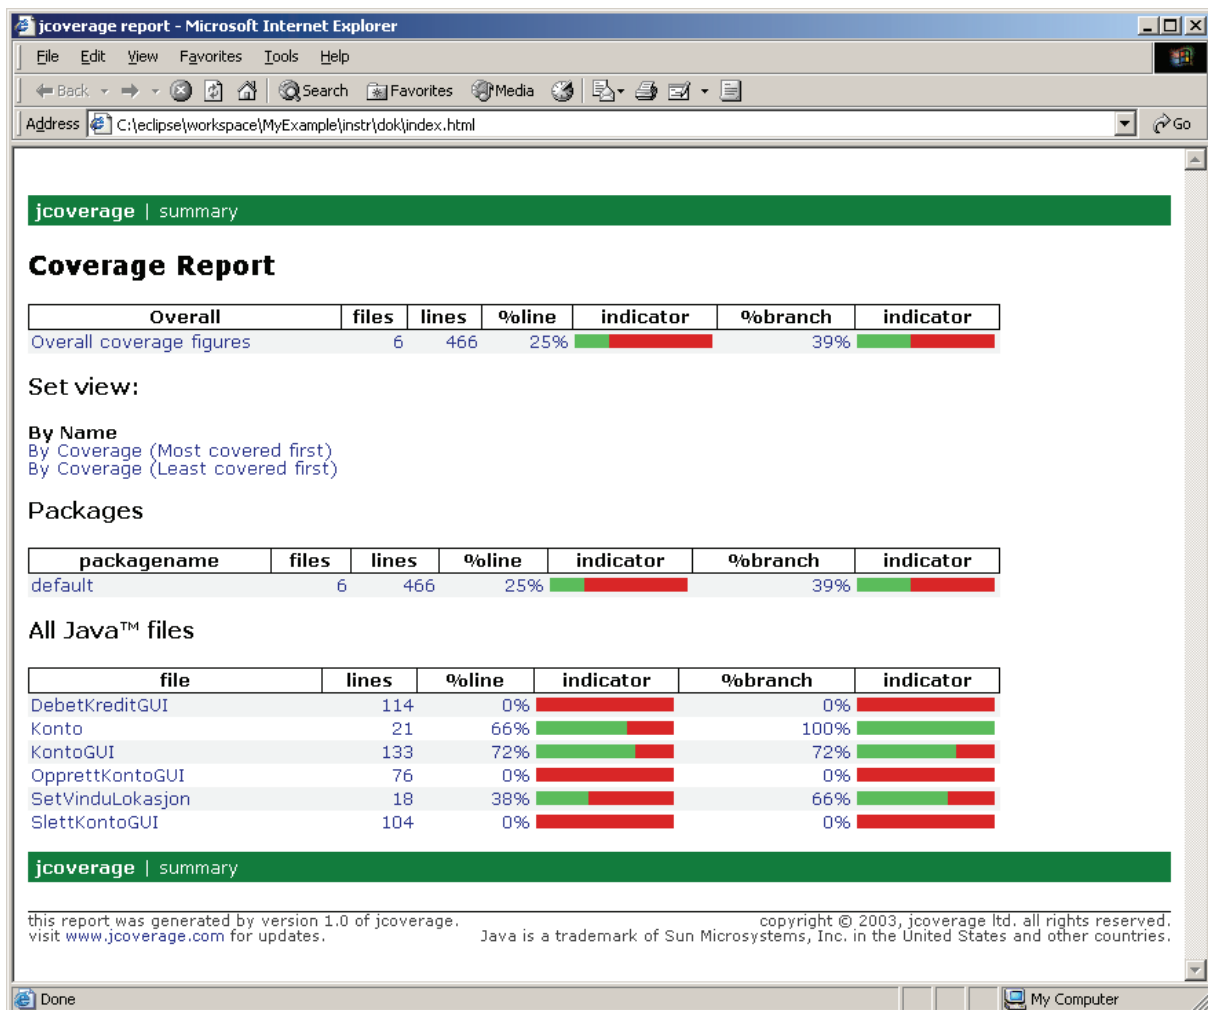 jcoverage report - Microsoft Internet Explorer
File Edit View Favorites Tools Help
Back Search Favorites Media
Address C:\eclipse\workspace\MyExample\instr\dok\index.html Go
jcoverage | summary
Coverage Report
Overall files lines %line indicator %branch indicator
Overall coverage figures 6 466 25% 39%
Set view:
By Name
By Coverage (Most covered first)
By Coverage (Least covered first)
Packages
packagename files lines %line indicator %branch indicator
default 6 466 25% 39%
All Java™ files
file lines %line indicator %branch indicator
DebetKreditGUI 114 0% 0%
Konto 21 66% 100%
KontoGUI 133 72% 72%
OpprettKontoGUI 76 0% 0%
SetVinduLokasjon 18 38% 66%
SlettKontoGUI 104 0% 0%
jcoverage | summary
this report was generated by version 1.0 of jcoverage. copyright © 2003, jcoverage ltd. all rights reserved.
visit www.jcoverage.com for updates. Java is a trademark of Sun Microsystems, Inc. in the United States and other countries.
Done My Computer